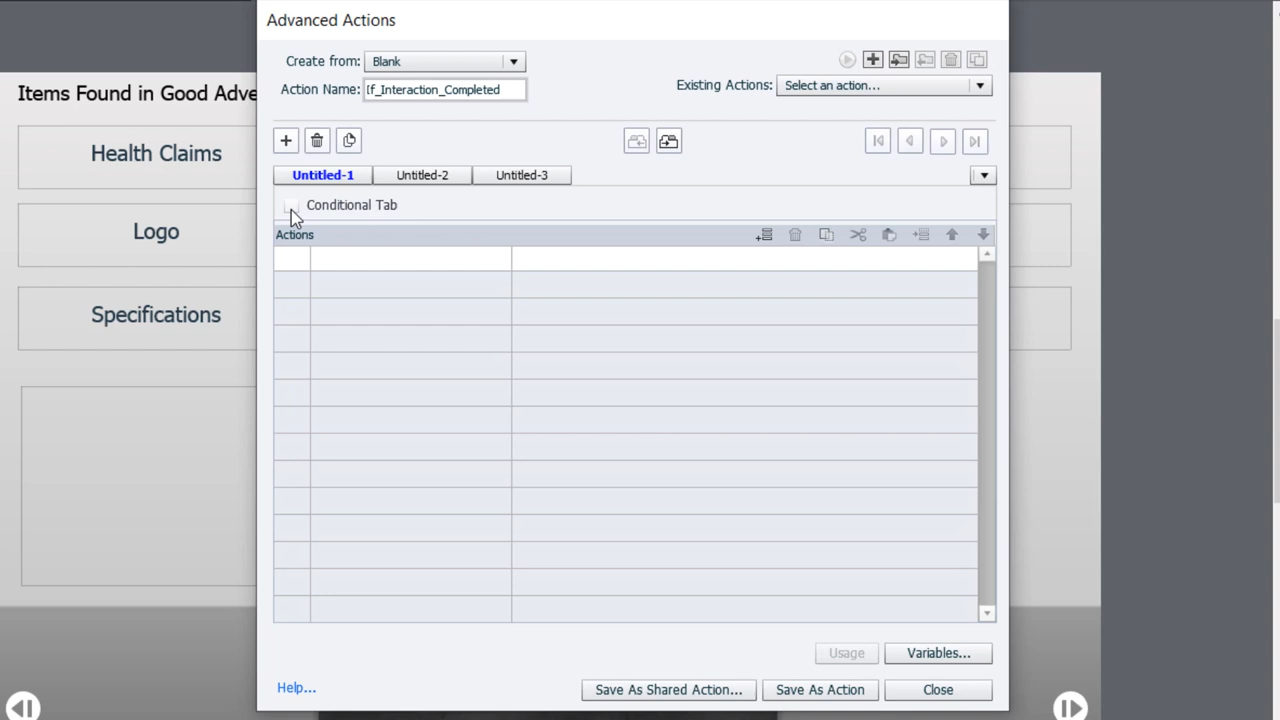 Advanced Actions
Create from: Blank
Action Name: If_Interaction_Completed
Existing Actions: Select an action...
Untitled-1 Untitled-2 Untitled-3
Conditional Tab
Actions
Items Found in Good Adve
Health Claims
Logo
Specifications
Usage Variables...
Help... Save As Shared Action... Save As Action Close